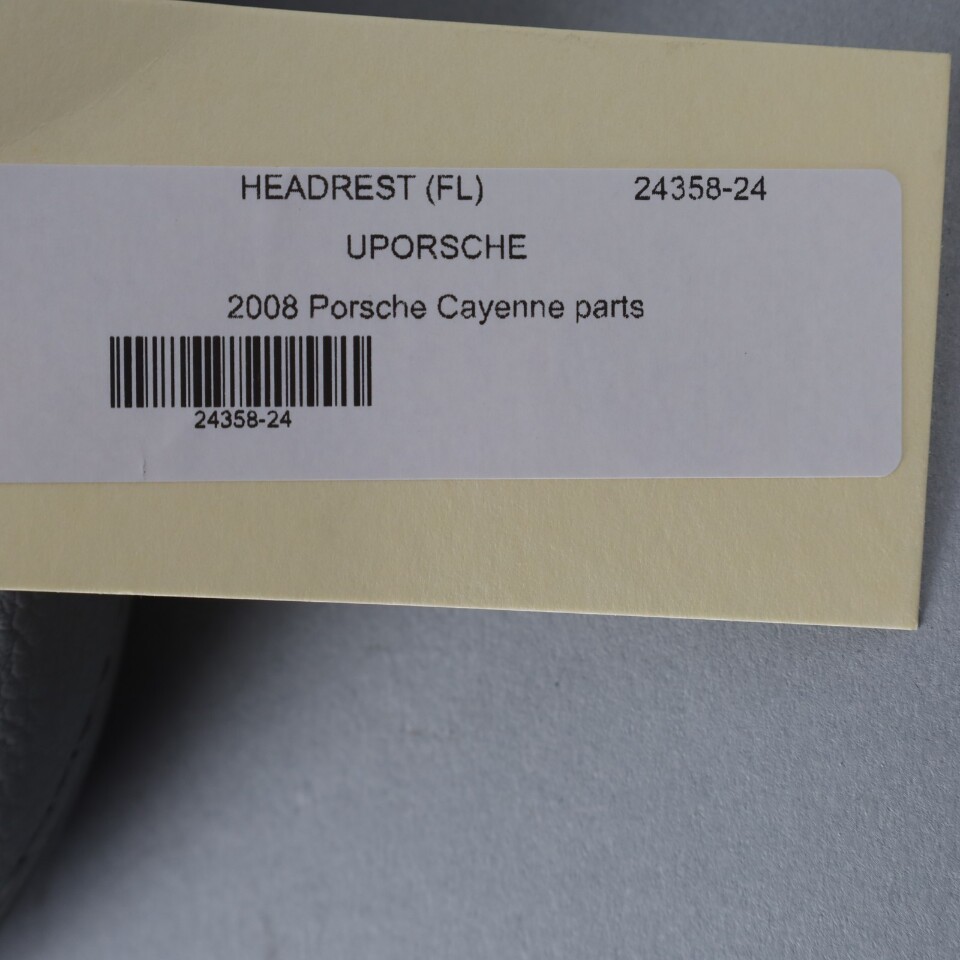 HEADREST (FL) 24358-24
UPORSCHE
2008 Porsche Cayenne parts
24358-24